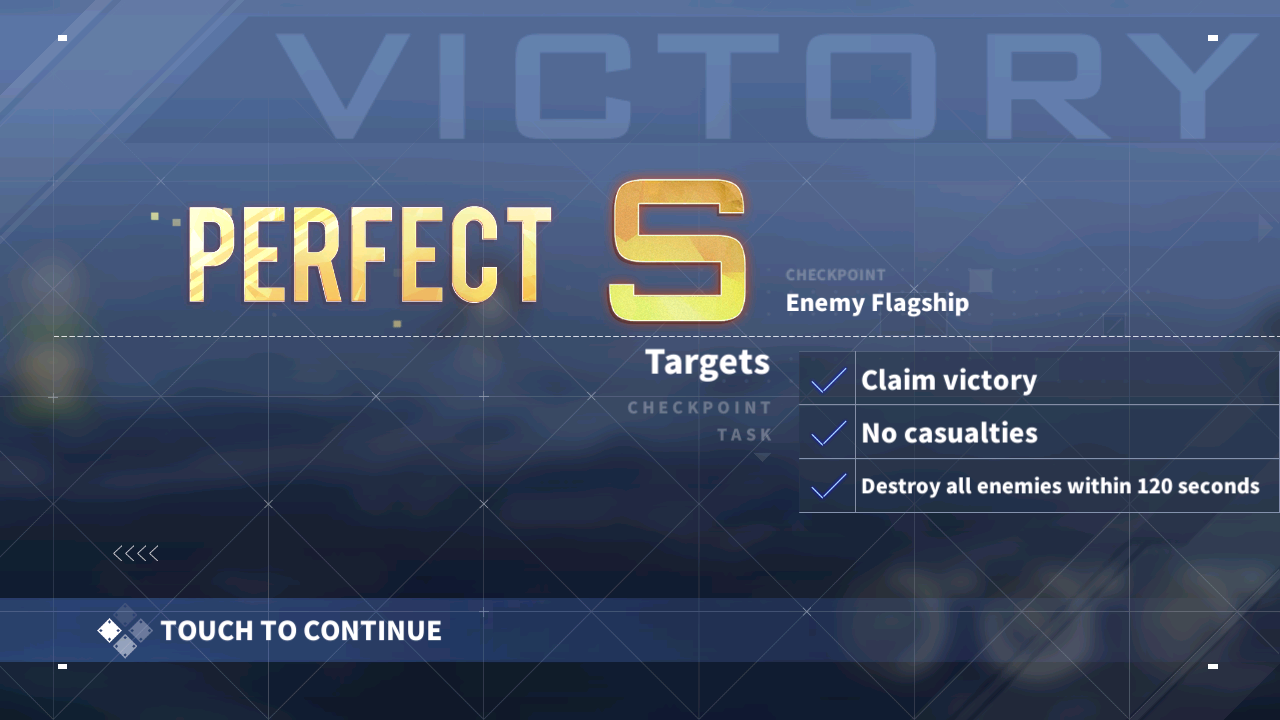 VICTORY
PERFECT S
CHECKPOINT
Enemy Flagship
Targets
CHECKPOINT
TASK
Claim victory
No casualties
Destroy all enemies within 120 seconds
TOUCH TO CONTINUE